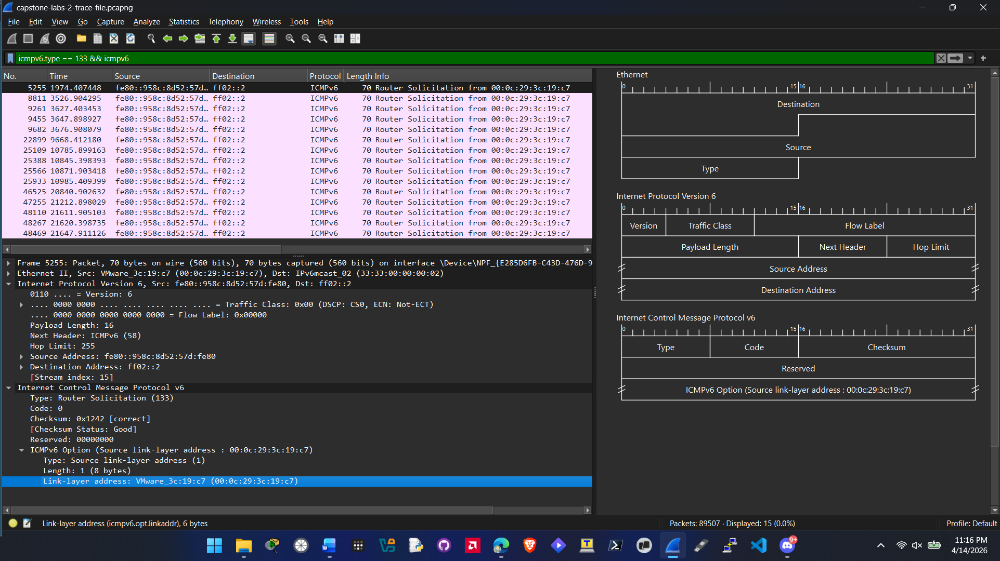 capstone-labs-2-trace-file.pcapng
File Edit View Go Capture Analyze Statistics Telephony Wireless Tools Help
icmpv6.type == 133 && icmpv6
No. Time Source Destination Protocol Length Info
5255 1974.407448 fe80::958c:8d52:57d… ff02::2 ICMPv6 70 Router Solicitation from 00:0c:29:3c:19:c7
8811 3526.904295 fe80::958c:8d52:57d… ff02::2 ICMPv6 70 Router Solicitation from 00:0c:29:3c:19:c7
9261 3627.403453 fe80::958c:8d52:57d… ff02::2 ICMPv6 70 Router Solicitation from 00:0c:29:3c:19:c7
9455 3647.898927 fe80::958c:8d52:57d… ff02::2 ICMPv6 70 Router Solicitation from 00:0c:29:3c:19:c7
9682 3676.908079 fe80::958c:8d52:57d… ff02::2 ICMPv6 70 Router Solicitation from 00:0c:29:3c:19:c7
22899 9668.412180 fe80::958c:8d52:57d… ff02::2 ICMPv6 70 Router Solicitation from 00:0c:29:3c:19:c7
25109 10785.899163 fe80::958c:8d52:57d… ff02::2 ICMPv6 70 Router Solicitation from 00:0c:29:3c:19:c7
25388 10845.398393 fe80::958c:8d52:57d… ff02::2 ICMPv6 70 Router Solicitation from 00:0c:29:3c:19:c7
25566 10871.903418 fe80::958c:8d52:57d… ff02::2 ICMPv6 70 Router Solicitation from 00:0c:29:3c:19:c7
25933 10985.409399 fe80::958c:8d52:57d… ff02::2 ICMPv6 70 Router Solicitation from 00:0c:29:3c:19:c7
46525 20840.902632 fe80::958c:8d52:57d… ff02::2 ICMPv6 70 Router Solicitation from 00:0c:29:3c:19:c7
47255 21212.898029 fe80::958c:8d52:57d… ff02::2 ICMPv6 70 Router Solicitation from 00:0c:29:3c:19:c7
48110 21611.905103 fe80::958c:8d52:57d… ff02::2 ICMPv6 70 Router Solicitation from 00:0c:29:3c:19:c7
48267 21620.398735 fe80::958c:8d52:57d… ff02::2 ICMPv6 70 Router Solicitation from 00:0c:29:3c:19:c7
48469 21647.911126 fe80::958c:8d52:57d… ff02::2 ICMPv6 70 Router Solicitation from 00:0c:29:3c:19:c7
Frame 5255: Packet, 70 bytes on wire (560 bits), 70 bytes captured (560 bits) on interface \Device\NPF_{E285D6FB-C43D-476D-9
Ethernet II, Src: VMware_3c:19:c7 (00:0c:29:3c:19:c7), Dst: IPv6mcast_02 (33:33:00:00:00:02)
Internet Protocol Version 6, Src: fe80::958c:8d52:57d:fe80, Dst: ff02::2
0110 .... = Version: 6
.... 0000 0000 .... .... .... .... .... = Traffic Class: 0x00 (DSCP: CS0, ECN: Not-ECT)
.... 0000 0000 0000 0000 0000 = Flow Label: 0x00000
Payload Length: 16
Next Header: ICMPv6 (58)
Hop Limit: 255
Source Address: fe80::958c:8d52:57d:fe80
Destination Address: ff02::2
[Stream index: 15]
Internet Control Message Protocol v6
Type: Router Solicitation (133)
Code: 0
Checksum: 0x1242 [correct]
[Checksum Status: Good]
Reserved: 00000000
ICMPv6 Option (Source link-layer address : 00:0c:29:3c:19:c7)
Type: Source link-layer address (1)
Length: 1 (8 bytes)
Link-layer address: VMware_3c:19:c7 (00:0c:29:3c:19:c7)
Ethernet
0 15 16 31
Destination
Source
Type
Internet Protocol Version 6
0 15 16 31
Version Traffic Class Flow Label
Payload Length Next Header Hop Limit
Source Address
Destination Address
Internet Control Message Protocol v6
0 15 16 31
Type Code Checksum
Reserved
ICMPv6 Option (Source link-layer address : 00:0c:29:3c:19:c7)
Link-layer address (icmpv6.opt.linkaddr), 6 bytes
Packets: 89507 · Displayed: 15 (0.0%)
Profile: Default
9+
11:16 PM
4/14/2026